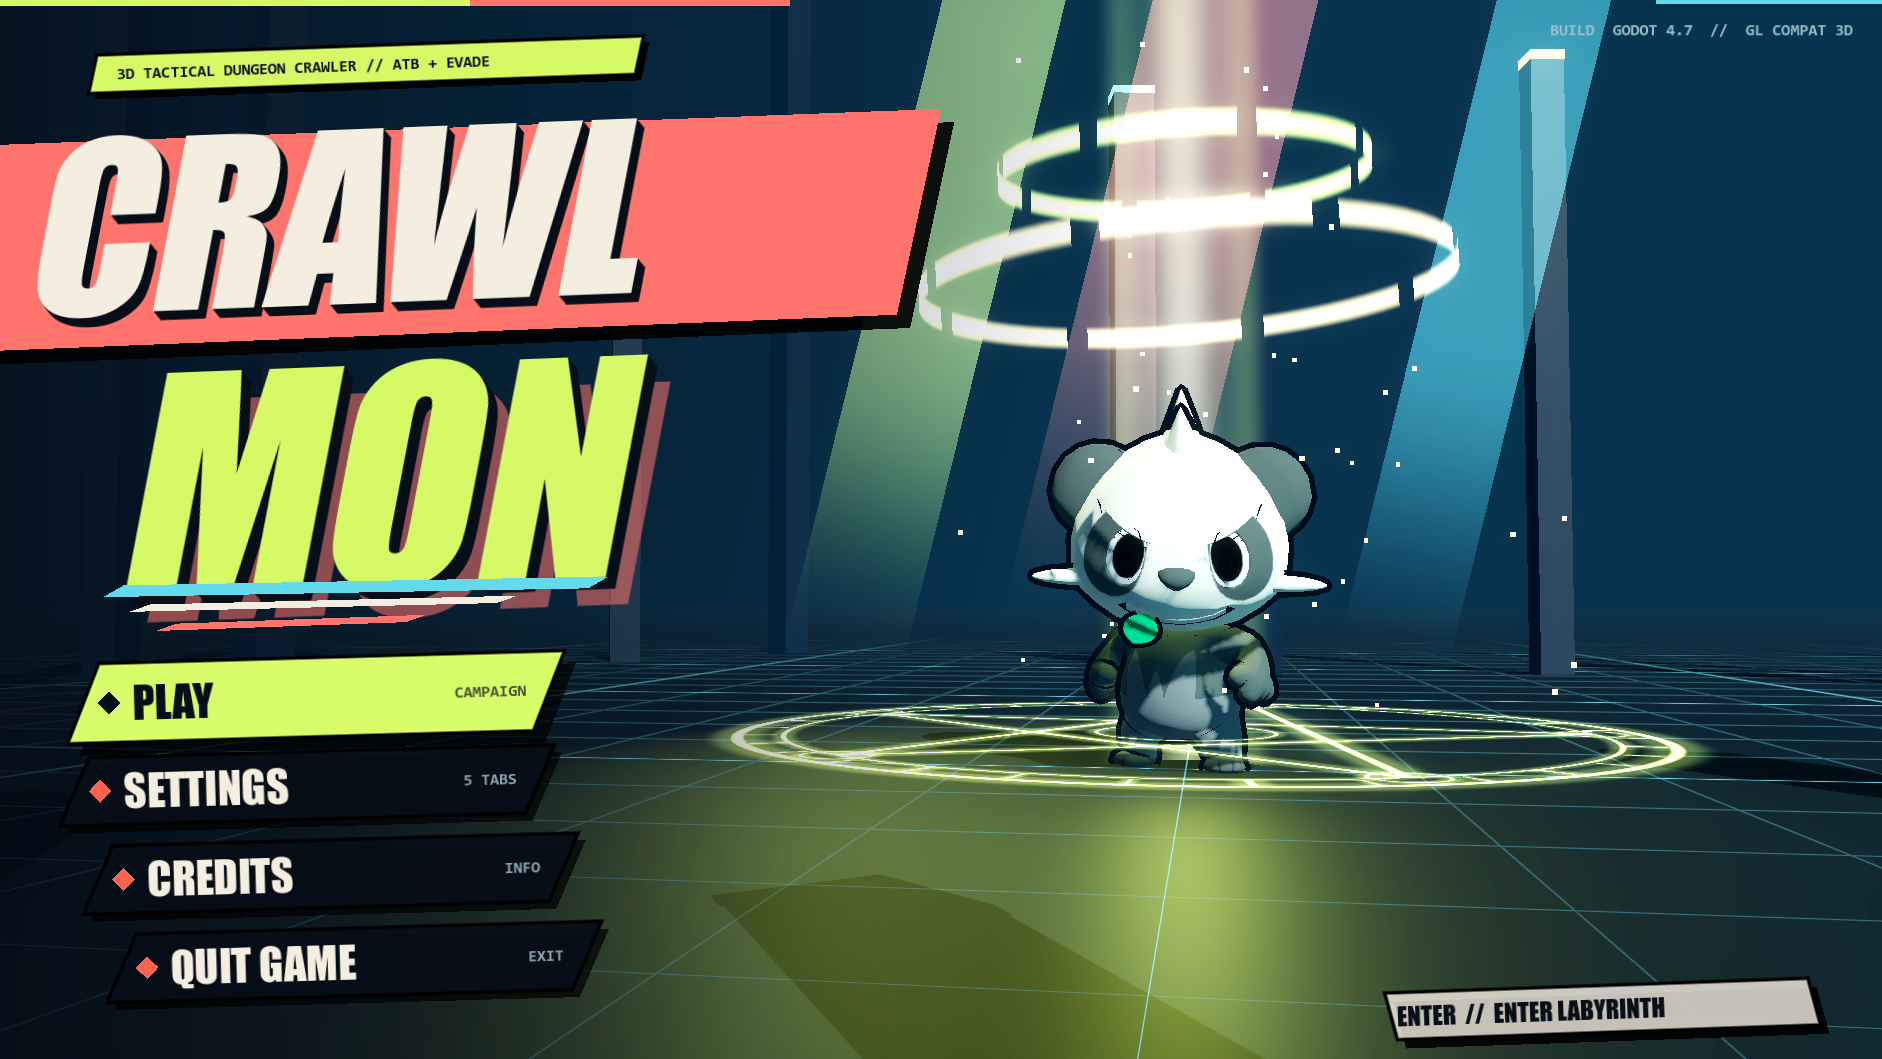 BUILD GODOT 4.7 // GL COMPAT 3D
3D TACTICAL DUNGEON CRAWLER // ATB + EVADE
CRAWL
MON
PLAY CAMPAIGN
SETTINGS 5 TABS
CREDITS INFO
QUIT GAME EXIT
ENTER // ENTER LABYRINTH